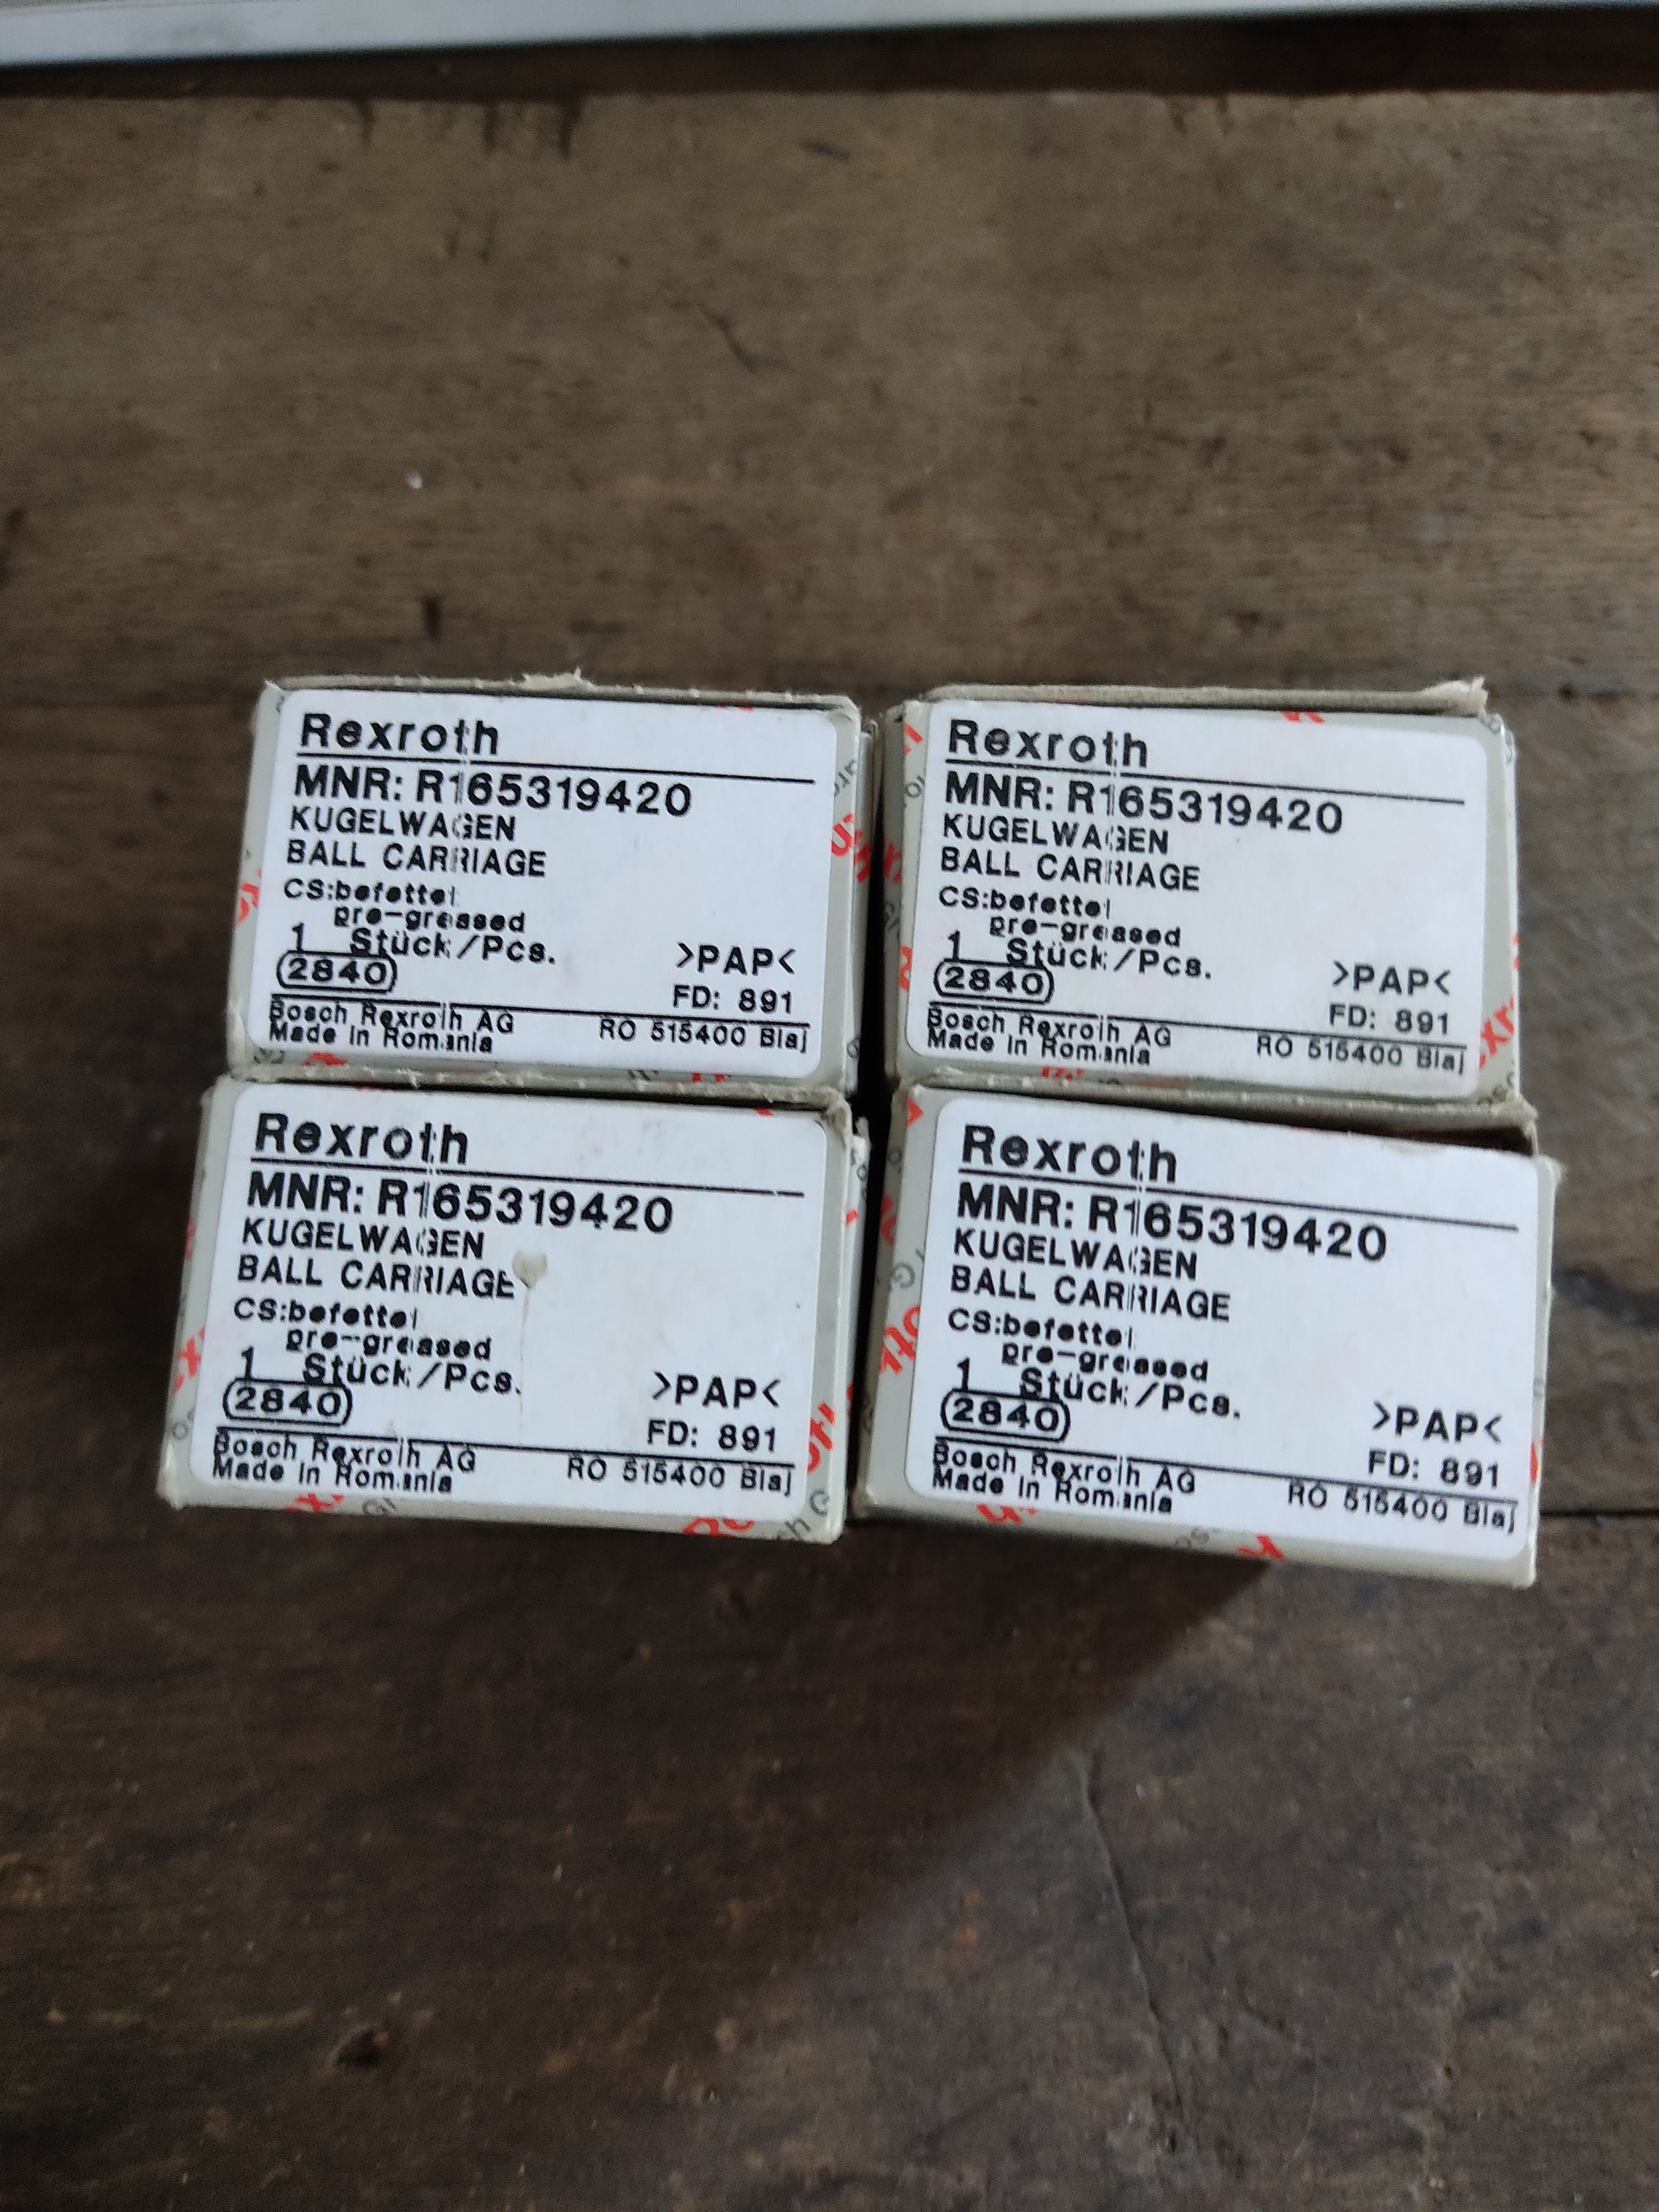 Rexroth
MNR: R165319420
KUGELWAGEN
BALL CARRIAGE
CS:befettet
pre-greased
1 Stück/Pcs.
2840
>PAP<
FD: 891
Bosch Rexroth AG
Made in Romania
RO 515400 Blaj
Rexroth
MNR: R165319420
KUGELWAGEN
BALL CARRIAGE
CS:befettet
pre-greased
1 Stück/Pcs.
2840
>PAP<
FD: 891
Bosch Rexroth AG
Made in Romania
RO 515400 Blaj
Rexroth
MNR: R165319420
KUGELWAGEN
BALL CARRIAGE
CS:befettet
pre-greased
1 Stück/Pcs.
2840
>PAP<
FD: 891
Bosch Rexroth AG
Made in Romania
RO 515400 Blaj
Rexroth
MNR: R165319420
KUGELWAGEN
BALL CARRIAGE
CS:befettet
pre-greased
1 Stück/Pcs.
2840
>PAP<
FD: 891
Bosch Rexroth AG
Made in Romania
RO 515400 Blaj